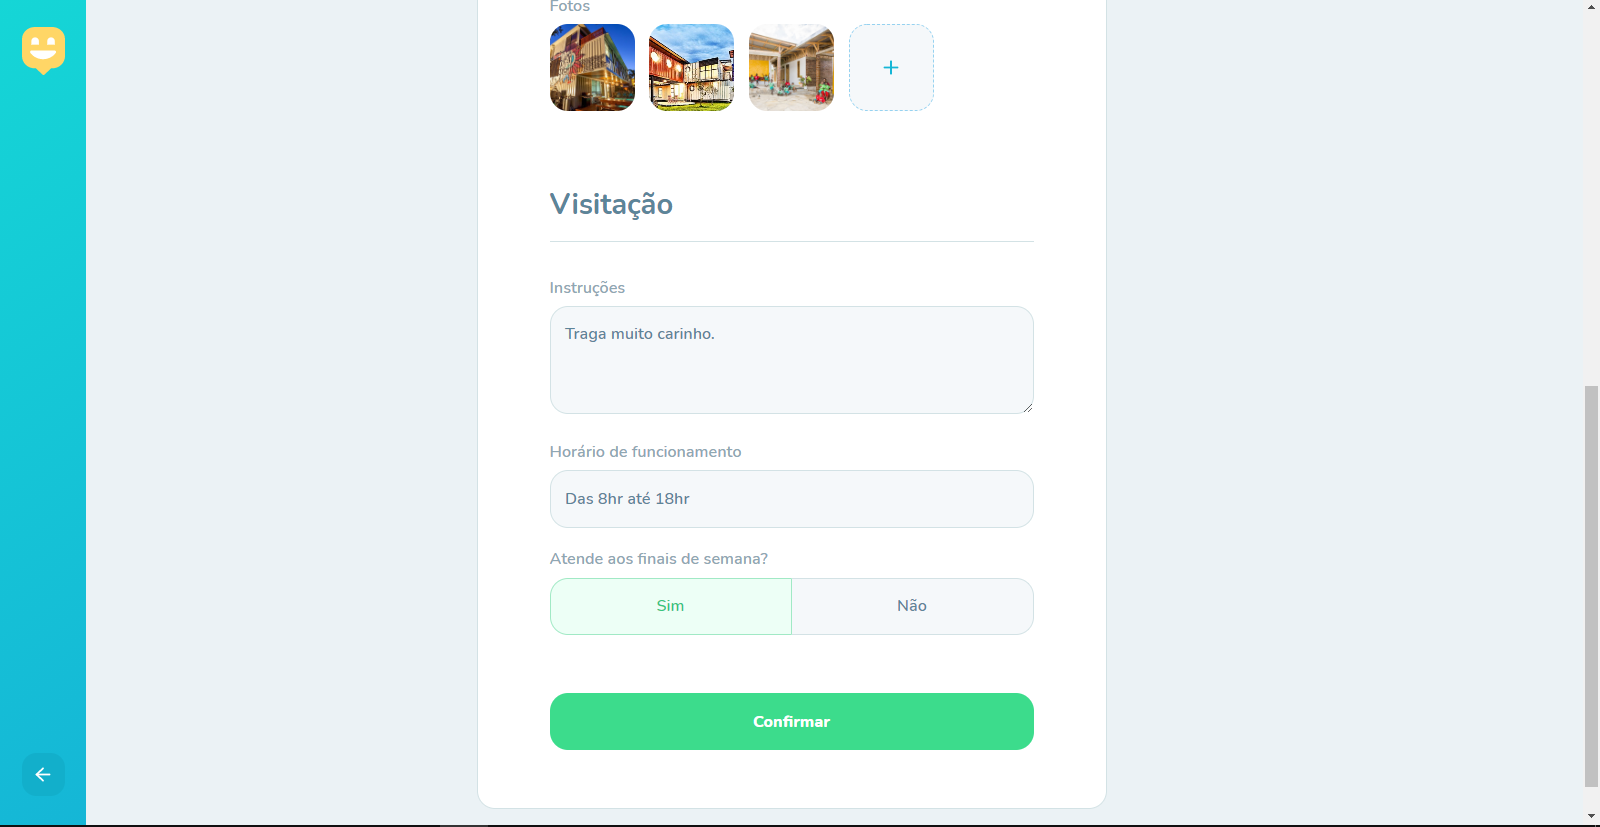 Fotos
Visitação
Instruções
Traga muito carinho.
Horário de funcionamento
Das 8hr até 18hr
Atende aos finais de semana?
Sim
Não
Confirmar